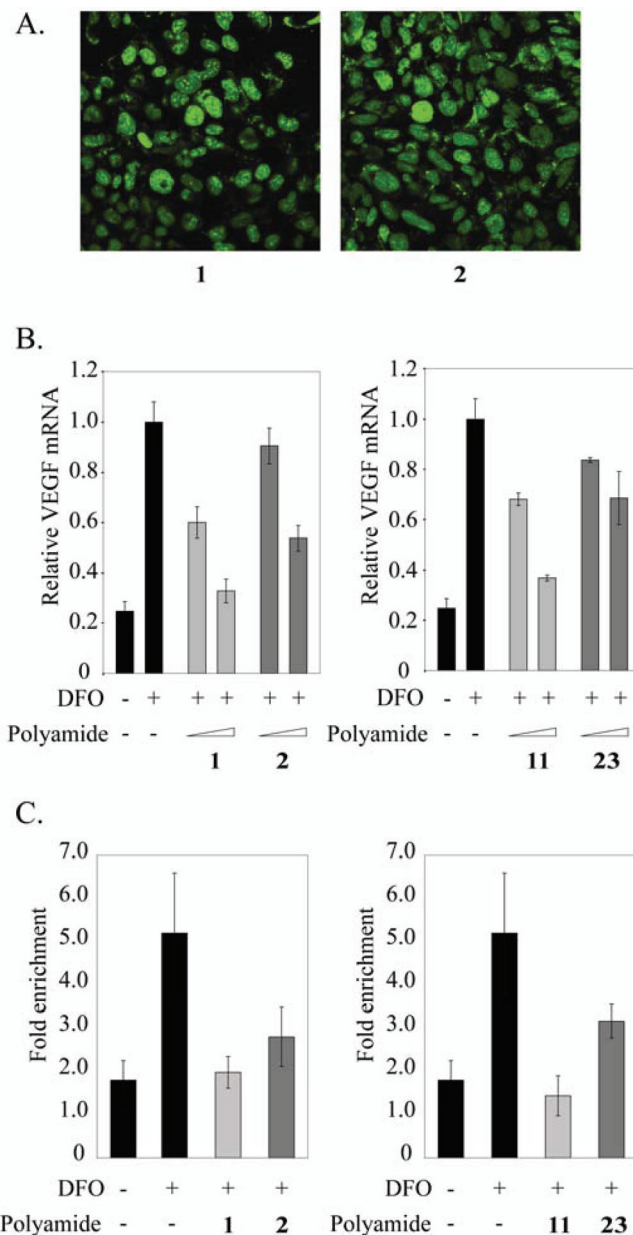 A.
1 2
B.
Relative VEGF mRNA
1.2
1.0
0.8
0.6
0.4
0.2
0
DFO - + + + + +
Polyamide - - 1 2
Relative VEGF mRNA
1.2
1.0
0.8
0.6
0.4
0.2
0
- + + + + +
- - 11 23
C.
Fold enrichment
7.0
6.0
5.0
4.0
3.0
2.0
1.0
0
DFO - + + +
Polyamide - - 1 2
Fold enrichment
7.0
6.0
5.0
4.0
3.0
2.0
1.0
0
- + + +
- - 11 23